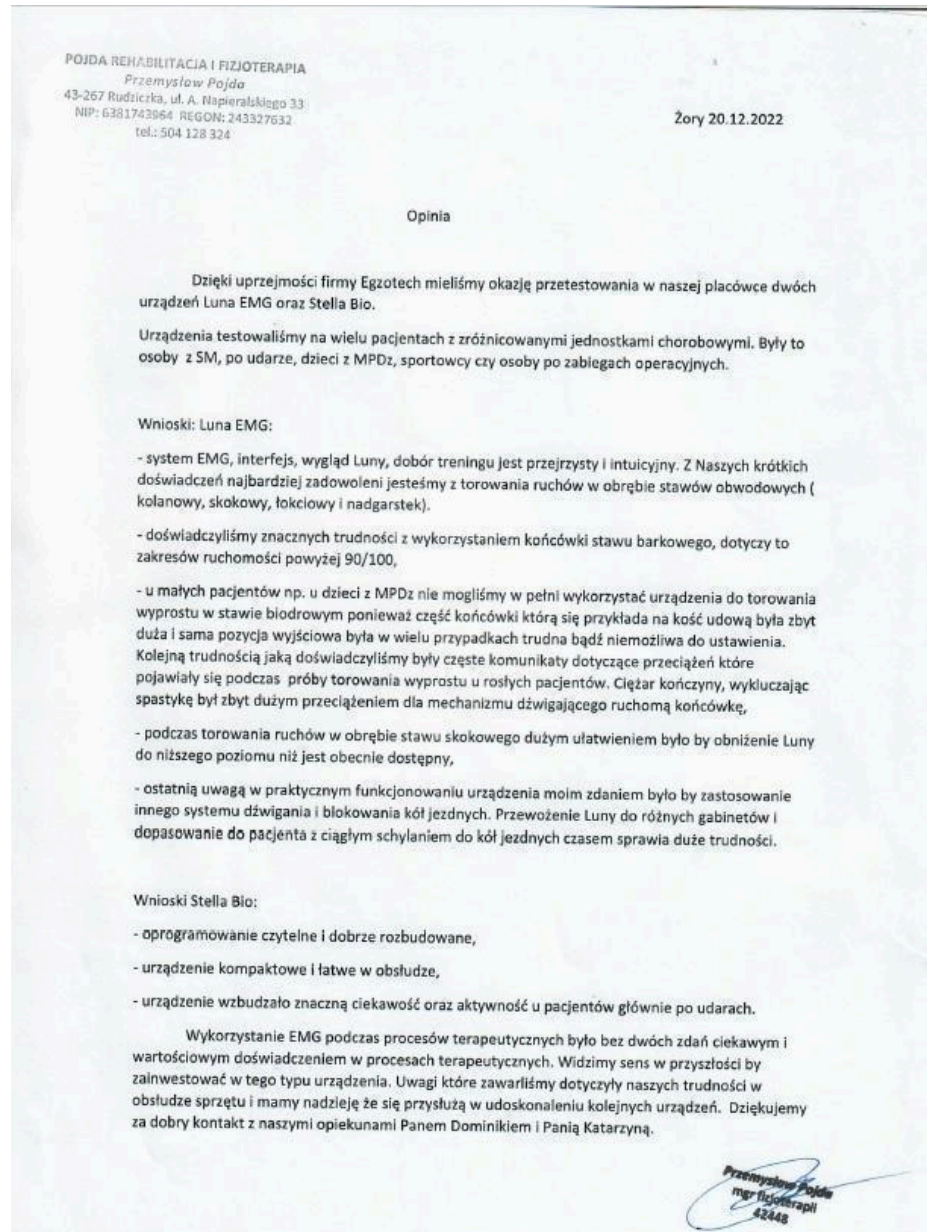 POJDA REHABILITACJA I FIZJOTERAPIA
Przemysław Pojda
43-267 Rudziczka, ul. A. Napieralskiego 33
NIP: 6381743964 REGON: 243327632
tel.: 504 128 324
Żory 20.12.2022
Opinia
Dzięki uprzejmości firmy Egzotech mieliśmy okazję przetestowania w naszej placówce dwóch
urządzeń Luna EMG oraz Stella Bio.
Urządzenia testowaliśmy na wielu pacjentach z zróżnicowanymi jednostkami chorobowymi. Były to
osoby z SM, po udarze, dzieci z MPDz, sportowcy czy osoby po zabiegach operacyjnych.
Wnioski: Luna EMG:
- system EMG, interfejs, wygląd Luny, dobór treningu jest przejrzysty i intuicyjny. Z Naszych krótkich
doświadczeń najbardziej zadowoleni jesteśmy z torowania ruchów w obrębie stawów obwodowych (
kolanowy, skokowy, łokciowy i nadgarstek).
- doświadczyliśmy znacznych trudności z wykorzystaniem końcówki stawu barkowego, dotyczy to
zakresów ruchomości powyżej 90/100,
- u małych pacjentów np. u dzieci z MPDz nie mogliśmy w pełni wykorzystać urządzenia do torowania
wyprostu w stawie biodrowym ponieważ część końcówki którą się przykłada na kość udową była zbyt
duża i sama pozycja wyjściowa była w wielu przypadkach trudna bądź niemożliwa do ustawienia.
Kolejną trudnością jaką doświadczyliśmy były częste komunikaty dotyczące przeciążeń które
pojawiały się podczas próby torowania wyprostu u rosłych pacjentów. Ciężar kończyny, wykluczając
spastykę był zbyt dużym przeciążeniem dla mechanizmu dźwigającego ruchomą końcówkę,
- podczas torowania ruchów w obrębie stawu skokowego dużym ułatwieniem było by obniżenie Luny
do niższego poziomu niż jest obecnie dostępny,
- ostatnią uwagą w praktycznym funkcjonowaniu urządzenia moim zdaniem było by zastosowanie
innego systemu dźwigania i blokowania kół jezdnych. Przewożenie Luny do różnych gabinetów i
dopasowanie do pacjenta z ciągłym schylaniem do kół jezdnych czasem sprawia duże trudności.
Wnioski Stella Bio:
- oprogramowanie czytelne i dobrze rozbudowane,
- urządzenie kompaktowe i łatwe w obsłudze,
- urządzenie wzbudzało znaczną ciekawość oraz aktywność u pacjentów głównie po udarach.
Wykorzystanie EMG podczas procesów terapeutycznych było bez dwóch zdań ciekawym i
wartościowym doświadczeniem w procesach terapeutycznych. Widzimy sens w przyszłości by
zainwestować w tego typu urządzenia. Uwagi które zawarliśmy dotyczyły naszych trudności w
obsłudze sprzętu i mamy nadzieję że się przysłużą w udoskonaleniu kolejnych urządzeń. Dziękujemy
za dobry kontakt z naszymi opiekunami Panem Dominikiem i Panią Katarzyną.
Przemysław Pojda
mgr fizjoterapii
42448